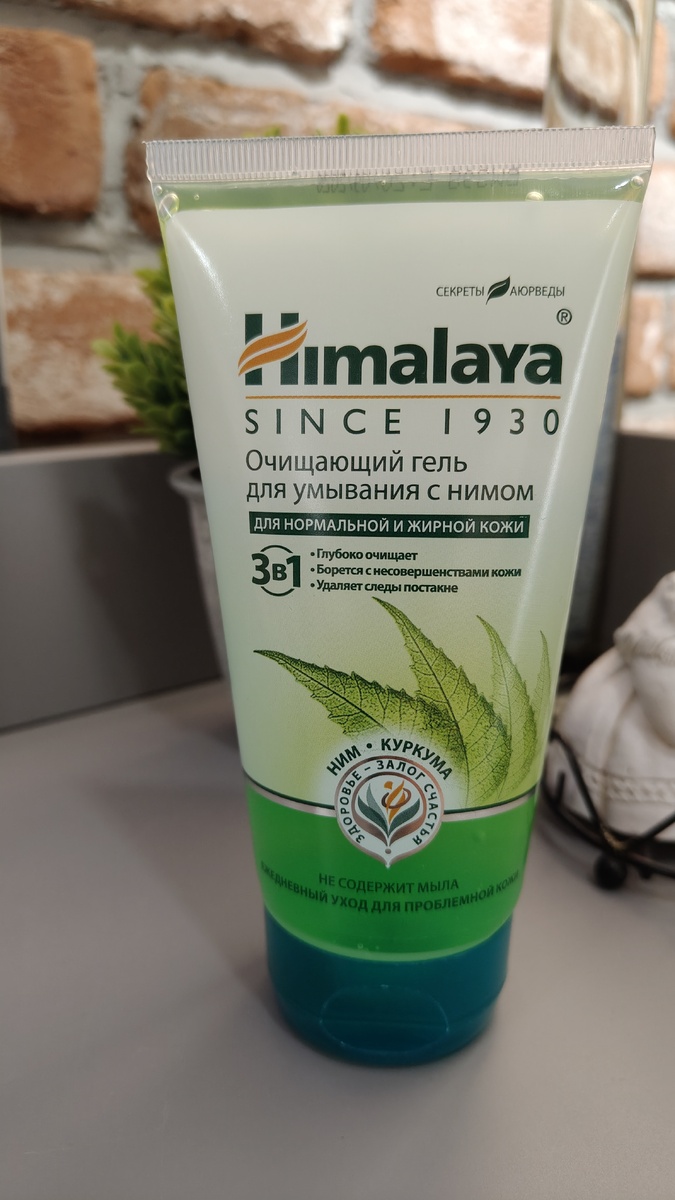 СЕКРЕТЫ АЮРВЕДЫ
Himalaya®
SINCE 1930
Очищающий гель
для умывания с нимом
ДЛЯ НОРМАЛЬНОЙ И ЖИРНОЙ КОЖИ
3в1
• Глубоко очищает
• Борется с несовершенствами кожи
• Удаляет следы постакне
НИМ • КУРКУМА
ЗДОРОВЬЕ – ЗАЛОГ СЧАСТЬЯ
НЕ СОДЕРЖИТ МЫЛА
ЕЖЕДНЕВНЫЙ УХОД ДЛЯ ПРОБЛЕМНОЙ КОЖИ